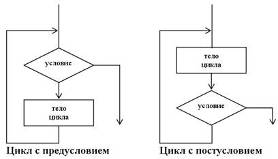 условие
тело
цикла
Цикл с предусловием
тело
цикла
условие
Цикл с постусловием